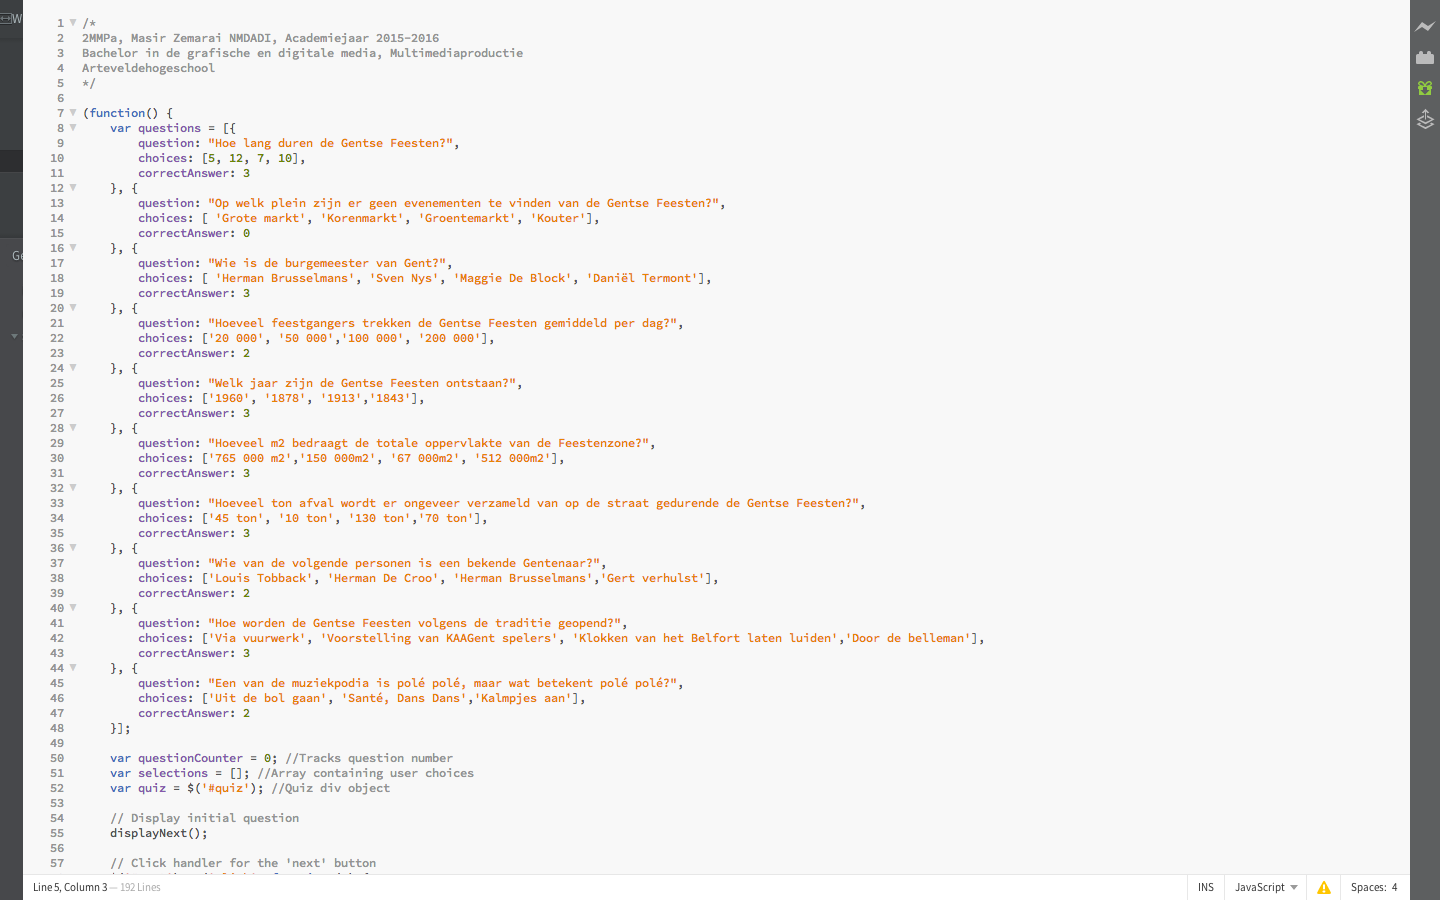 W
Ge
1 /*
2 2MMPa, Masir Zemarai NMDADI, Academiejaar 2015-2016
3 Bachelor in de grafische en digitale media, Multimediaproductie
4 Arteveldehogeschool
5 */
6
7 (function() {
8     var questions = [{
9         question: "Hoe lang duren de Gentse Feesten?",
10         choices: [5, 12, 7, 10],
11         correctAnswer: 3
12     }, {
13         question: "Op welk plein zijn er geen evenementen te vinden van de Gentse Feesten?",
14         choices: [ 'Grote markt', 'Korenmarkt', 'Groentemarkt', 'Kouter'],
15         correctAnswer: 0
16     }, {
17         question: "Wie is de burgemeester van Gent?",
18         choices: [ 'Herman Brusselmans', 'Sven Nys', 'Maggie De Block', 'Daniël Termont'],
19         correctAnswer: 3
20     }, {
21         question: "Hoeveel feestgangers trekken de Gentse Feesten gemiddeld per dag?",
22         choices: ['20 000', '50 000','100 000', '200 000'],
23         correctAnswer: 2
24     }, {
25         question: "Welk jaar zijn de Gentse Feesten ontstaan?",
26         choices: ['1960', '1878', '1913','1843'],
27         correctAnswer: 3
28     }, {
29         question: "Hoeveel m2 bedraagt de totale oppervlakte van de Feestenzone?",
30         choices: ['765 000 m2','150 000m2', '67 000m2', '512 000m2'],
31         correctAnswer: 3
32     }, {
33         question: "Hoeveel ton afval wordt er ongeveer verzameld van op de straat gedurende de Gentse Feesten?",
34         choices: ['45 ton', '10 ton', '130 ton','70 ton'],
35         correctAnswer: 3
36     }, {
37         question: "Wie van de volgende personen is een bekende Gentenaar?",
38         choices: ['Louis Tobback', 'Herman De Croo', 'Herman Brusselmans','Gert verhulst'],
39         correctAnswer: 2
40     }, {
41         question: "Hoe worden de Gentse Feesten volgens de traditie geopend?",
42         choices: ['Via vuurwerk', 'Voorstelling van KAAGent spelers', 'Klokken van het Belfort laten luiden','Door de belleman'],
43         correctAnswer: 3
44     }, {
45         question: "Een van de muziekpodia is polé polé, maar wat betekent polé polé?",
46         choices: ['Uit de bol gaan', 'Santé, Dans Dans','Kalmpjes aan'],
47         correctAnswer: 2
48     }];
49
50     var questionCounter = 0; //Tracks question number
51     var selections = []; //Array containing user choices
52     var quiz = $('#quiz'); //Quiz div object
53
54     // Display initial question
55     displayNext();
56
57     // Click handler for the 'next' button
Line 5, Column 3 — 192 Lines INS JavaScript Spaces: 4